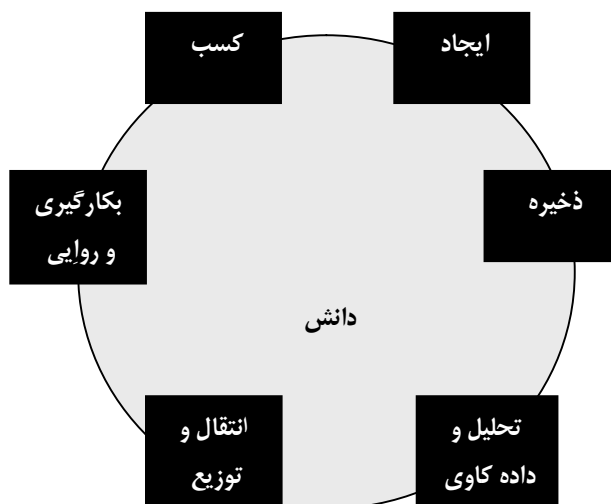 کسب
ایجاد
ذخیره
بکارگیری
و روایی
دانش
تحلیل و
داده کاوی
انتقال و
توزیع